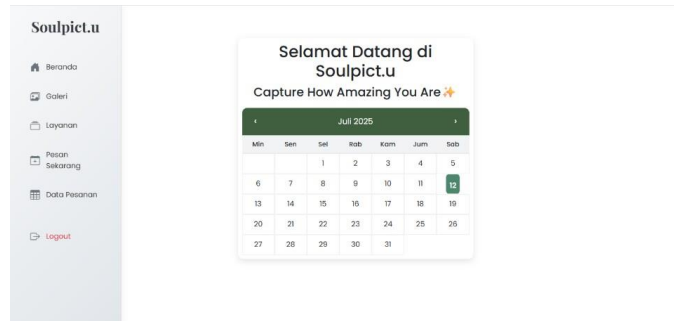 Soulpict.u
Beranda
Galeri
Layanan
Pesan
Sekarang
Data Pesanan
Logout
Selamat Datang di
Soulpict.u
Capture How Amazing You Are✨
‹ Juli 2025 ›
Min Sen Sel Rab Kam Jum Sab
1 2 3 4 5
6 7 8 9 10 11 12
13 14 15 16 17 18 19
20 21 22 23 24 25 26
27 28 29 30 31